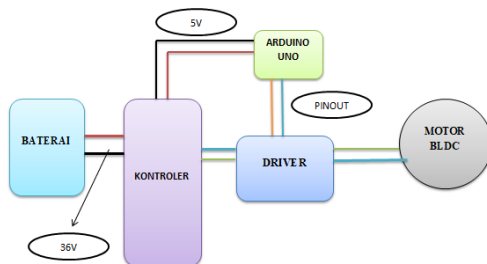 5V
ARDUINO
UNO
PINOUT
BATERAI
KONTROLER
DRIVER
MOTOR
BLDC
36V